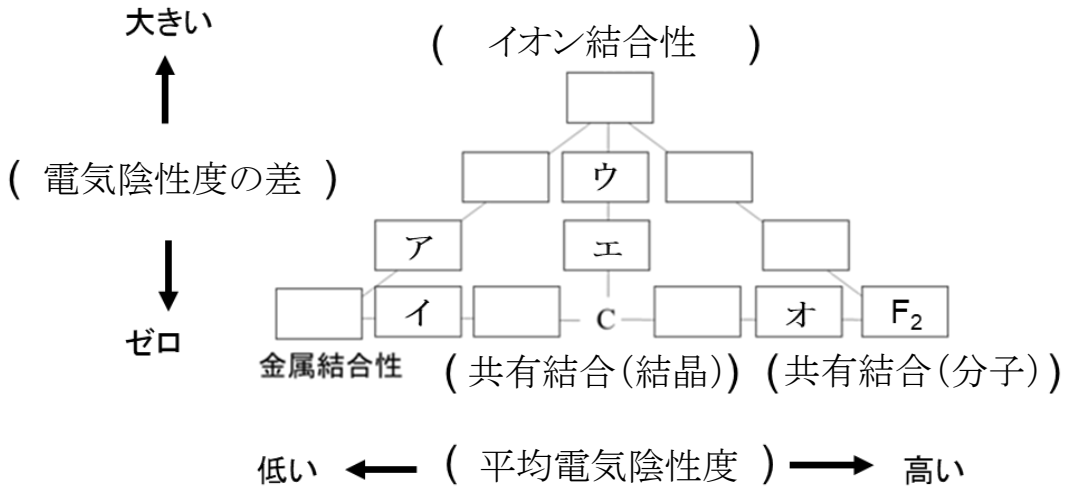 大きい
( イオン結合性 )
ウ
( 電気陰性度の差 )
ア
エ
イ
C
オ
F₂
ゼロ
金属結合性
(共有結合(結晶))
(共有結合(分子))
低い
( 平均電気陰性度 )
高い